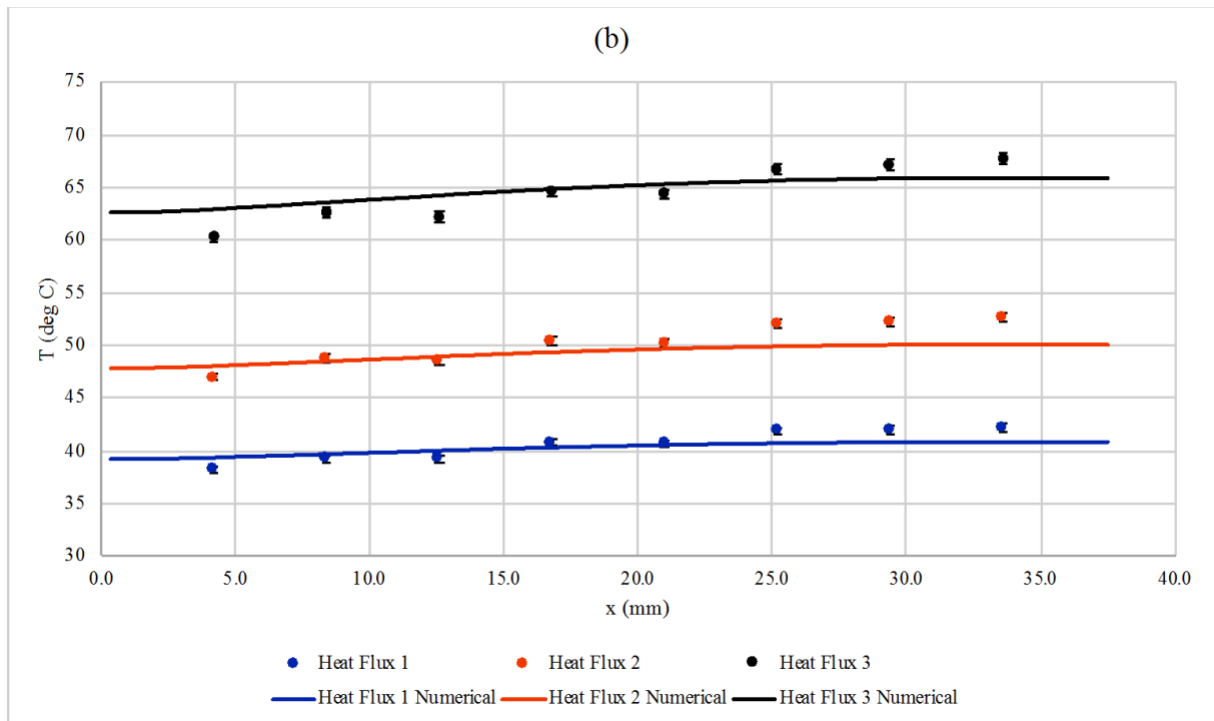 (b)
75
70
65
60
55
50
45
40
35
30
T (deg C)
0.0 5.0 10.0 15.0 20.0 25.0 30.0 35.0 40.0
x (mm)
Heat Flux 1 Heat Flux 2 Heat Flux 3
Heat Flux 1 Numerical Heat Flux 2 Numerical Heat Flux 3 Numerical